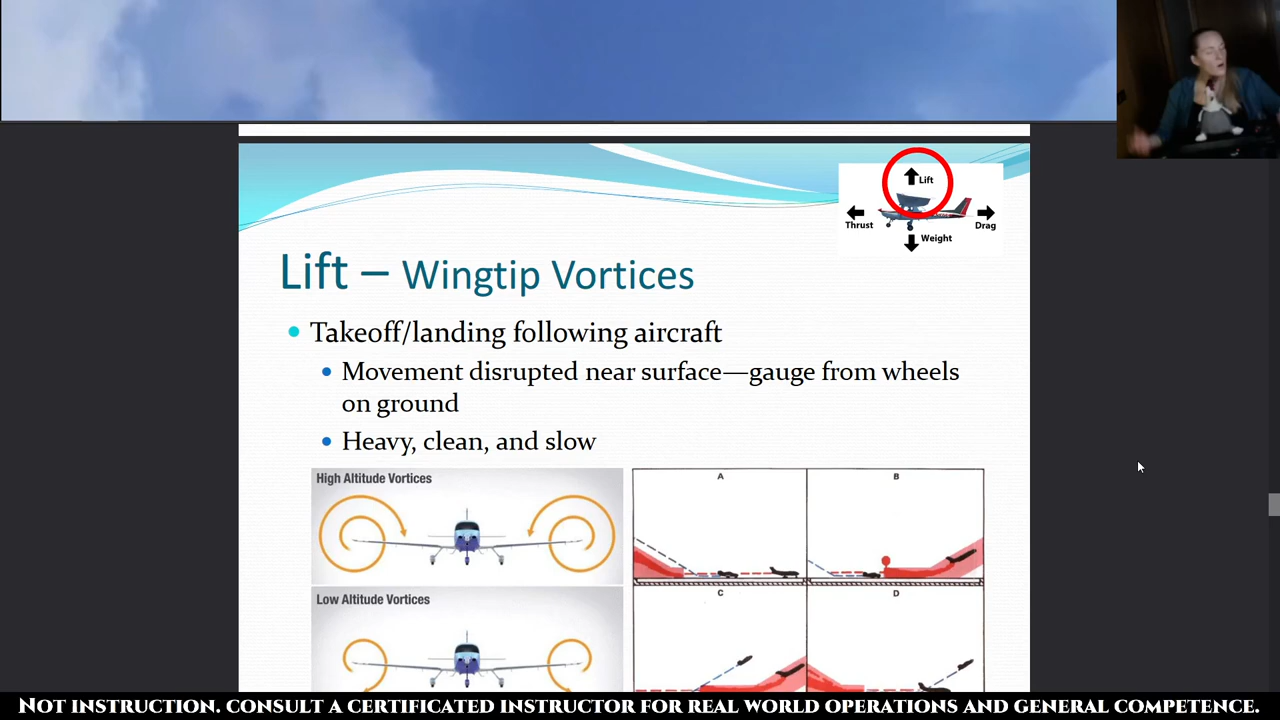 Lift
Thrust
Drag
Weight
Lift – Wingtip Vortices
Takeoff/landing following aircraft
Movement disrupted near surface—gauge from wheels
on ground
Heavy, clean, and slow
High Altitude Vortices
A
B
Low Altitude Vortices
C
D
Not instruction. Consult a certificated instructor for real world operations and general competence.